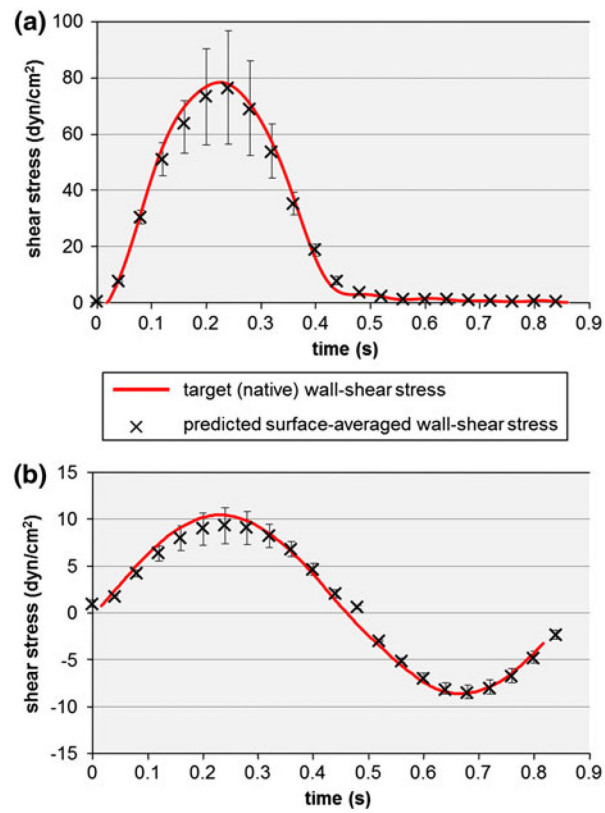 (a)
shear stress (dyn/cm²)
100
80
60
40
20
0
0 0.1 0.2 0.3 0.4 0.5 0.6 0.7 0.8 0.9
time (s)
target (native) wall-shear stress
predicted surface-averaged wall-shear stress
(b)
shear stress (dyn/cm²)
15
10
5
0
-5
-10
-15
0 0.1 0.2 0.3 0.4 0.5 0.6 0.7 0.8 0.9
time (s)